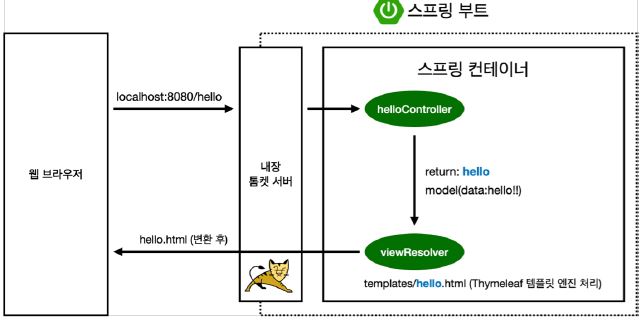 스프링 부트
스프링 컨테이너
localhost:8080/hello
helloController
웹 브라우저
내장
톰켓 서버
return: hello
model(data:hello!!)
hello.html (변환 후)
viewResolver
templates/hello.html (Thymeleaf 템플릿 엔진 처리)